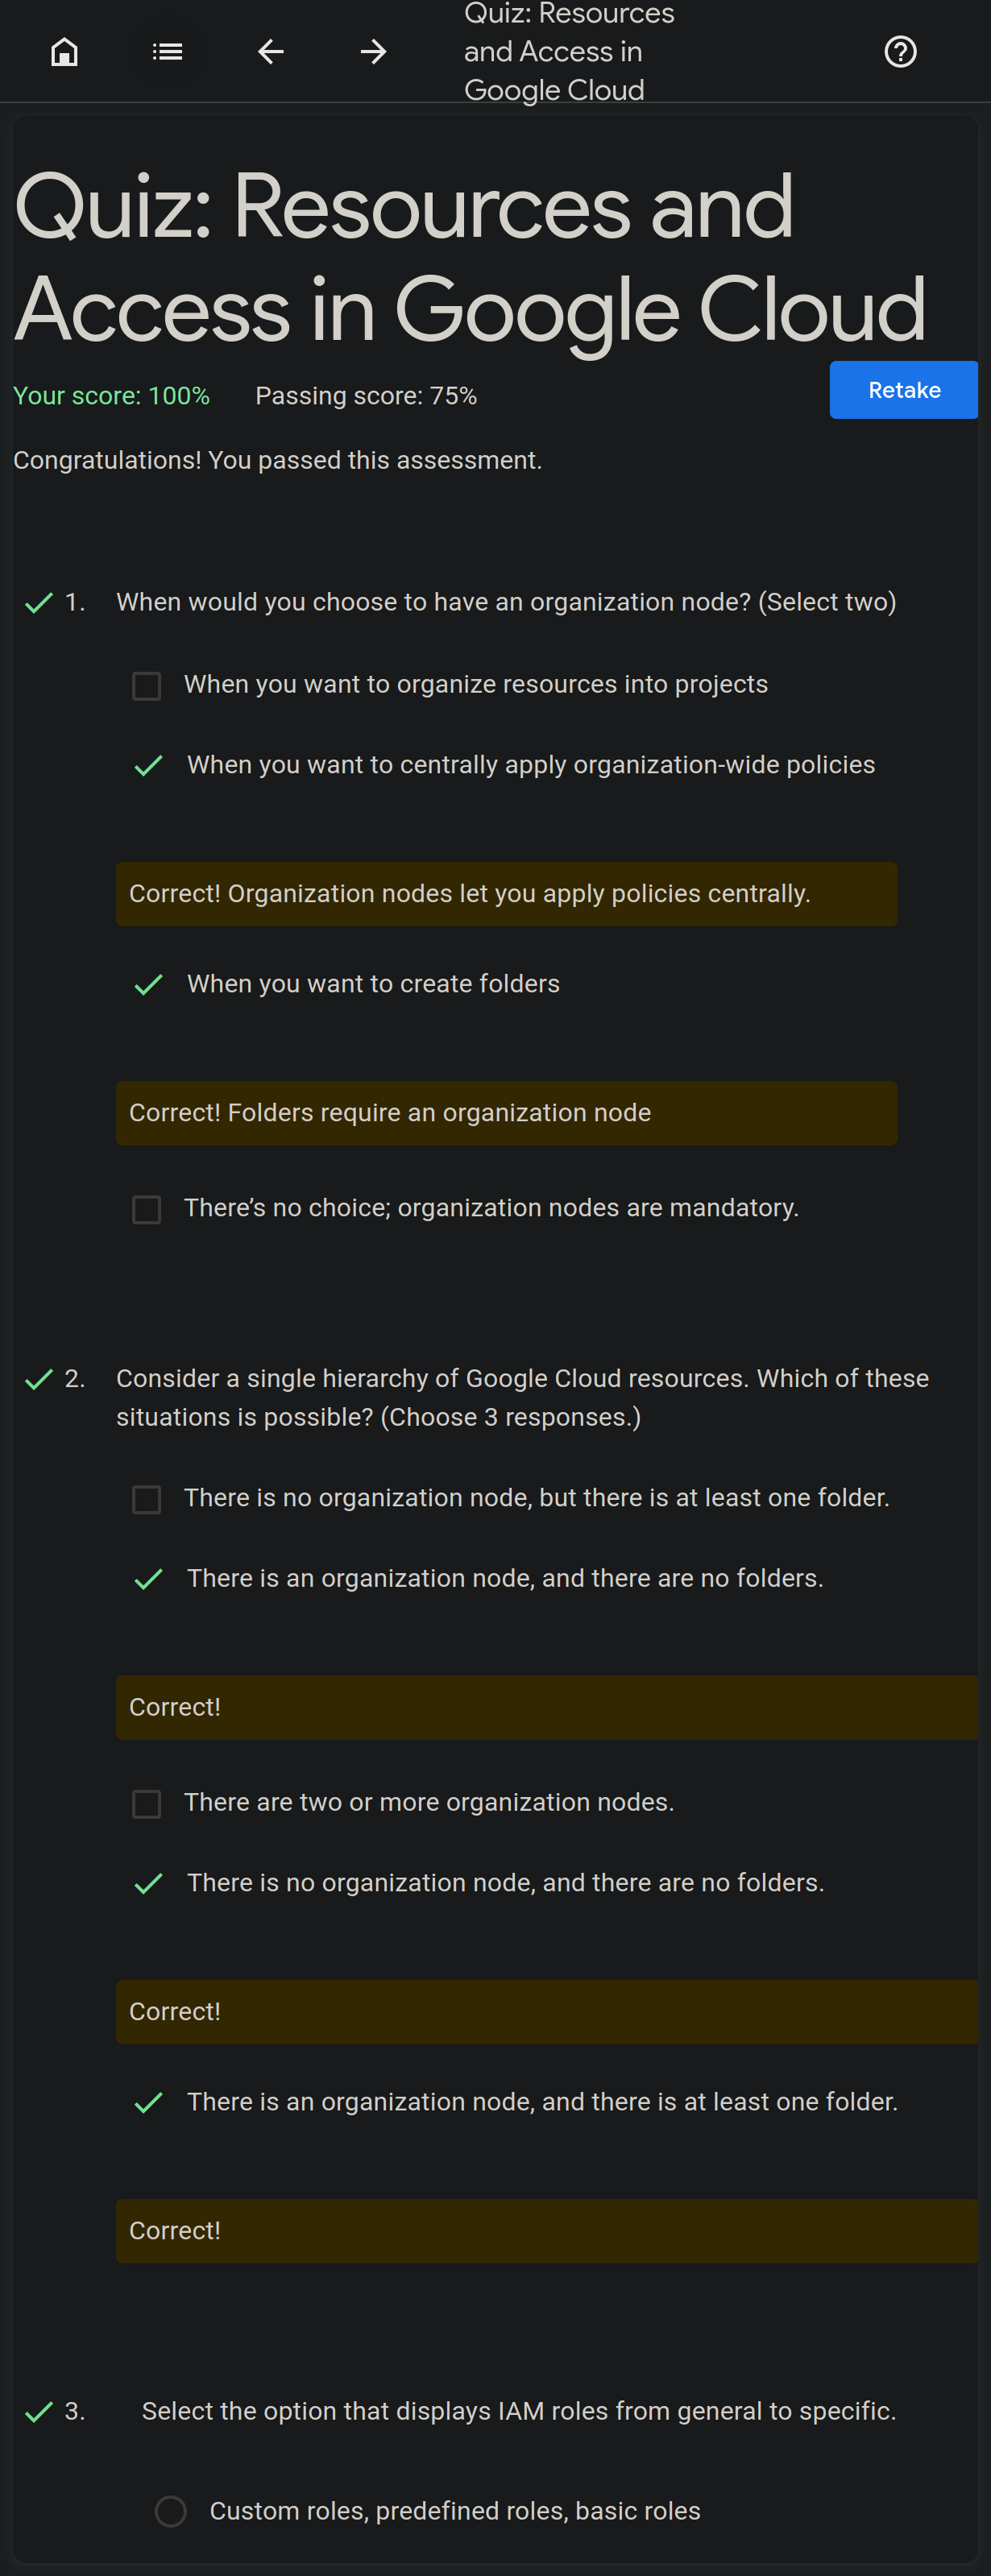 Quiz: Resources
and Access in
Google Cloud
Quiz: Resources and
Access in Google Cloud
Your score: 100% Passing score: 75%
Retake
Congratulations! You passed this assessment.
1. When would you choose to have an organization node? (Select two)
When you want to organize resources into projects
When you want to centrally apply organization-wide policies
Correct! Organization nodes let you apply policies centrally.
When you want to create folders
Correct! Folders require an organization node
There’s no choice; organization nodes are mandatory.
2. Consider a single hierarchy of Google Cloud resources. Which of these
situations is possible? (Choose 3 responses.)
There is no organization node, but there is at least one folder.
There is an organization node, and there are no folders.
Correct!
There are two or more organization nodes.
There is no organization node, and there are no folders.
Correct!
There is an organization node, and there is at least one folder.
Correct!
3. Select the option that displays IAM roles from general to specific.
Custom roles, predefined roles, basic roles